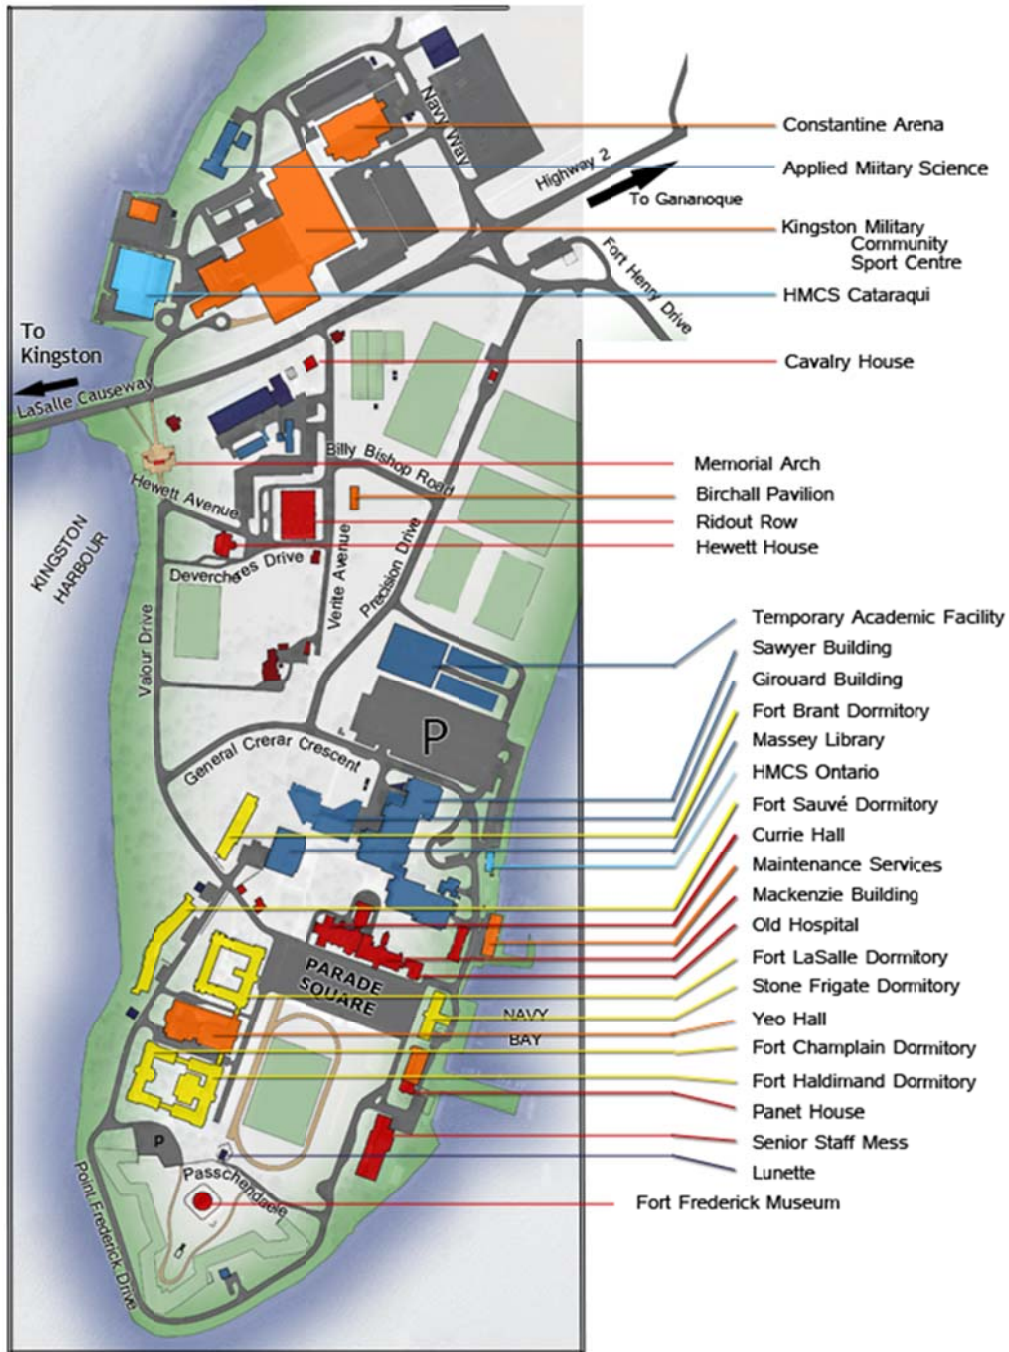 Constantine Arena
Navy Way
Highway 2
Applied Miitary Science
To Gananoque
Kingston Military
Community
Sport Centre
Fort Henry Drive
HMCS Cataraqui
To
Kingston
LaSalle Causeway
Cavalry House
Billy Bishop Road
Memorial Arch
Hewett Avenue
Birchall Pavilion
Ridout Row
Hewett House
KINGSTON
HARBOUR
Deverchères Drive
Verite Avenue
Precision Drive
Valour Drive
Temporary Academic Facility
Sawyer Building
Girouard Building
Fort Brant Dormitory
P
Massey Library
General Crerar Crescent
HMCS Ontario
Fort Sauvé Dormitory
Currie Hall
Maintenance Services
Mackenzie Building
Old Hospital
PARADE
SQUARE
Fort LaSalle Dormitory
Stone Frigate Dormitory
NAVY
BAY
Yeo Hall
Fort Champlain Dormitory
Fort Haldimand Dormitory
Panet House
P
Senior Staff Mess
Lunette
Passchendaele
Point Frederick Drive
Fort Frederick Museum